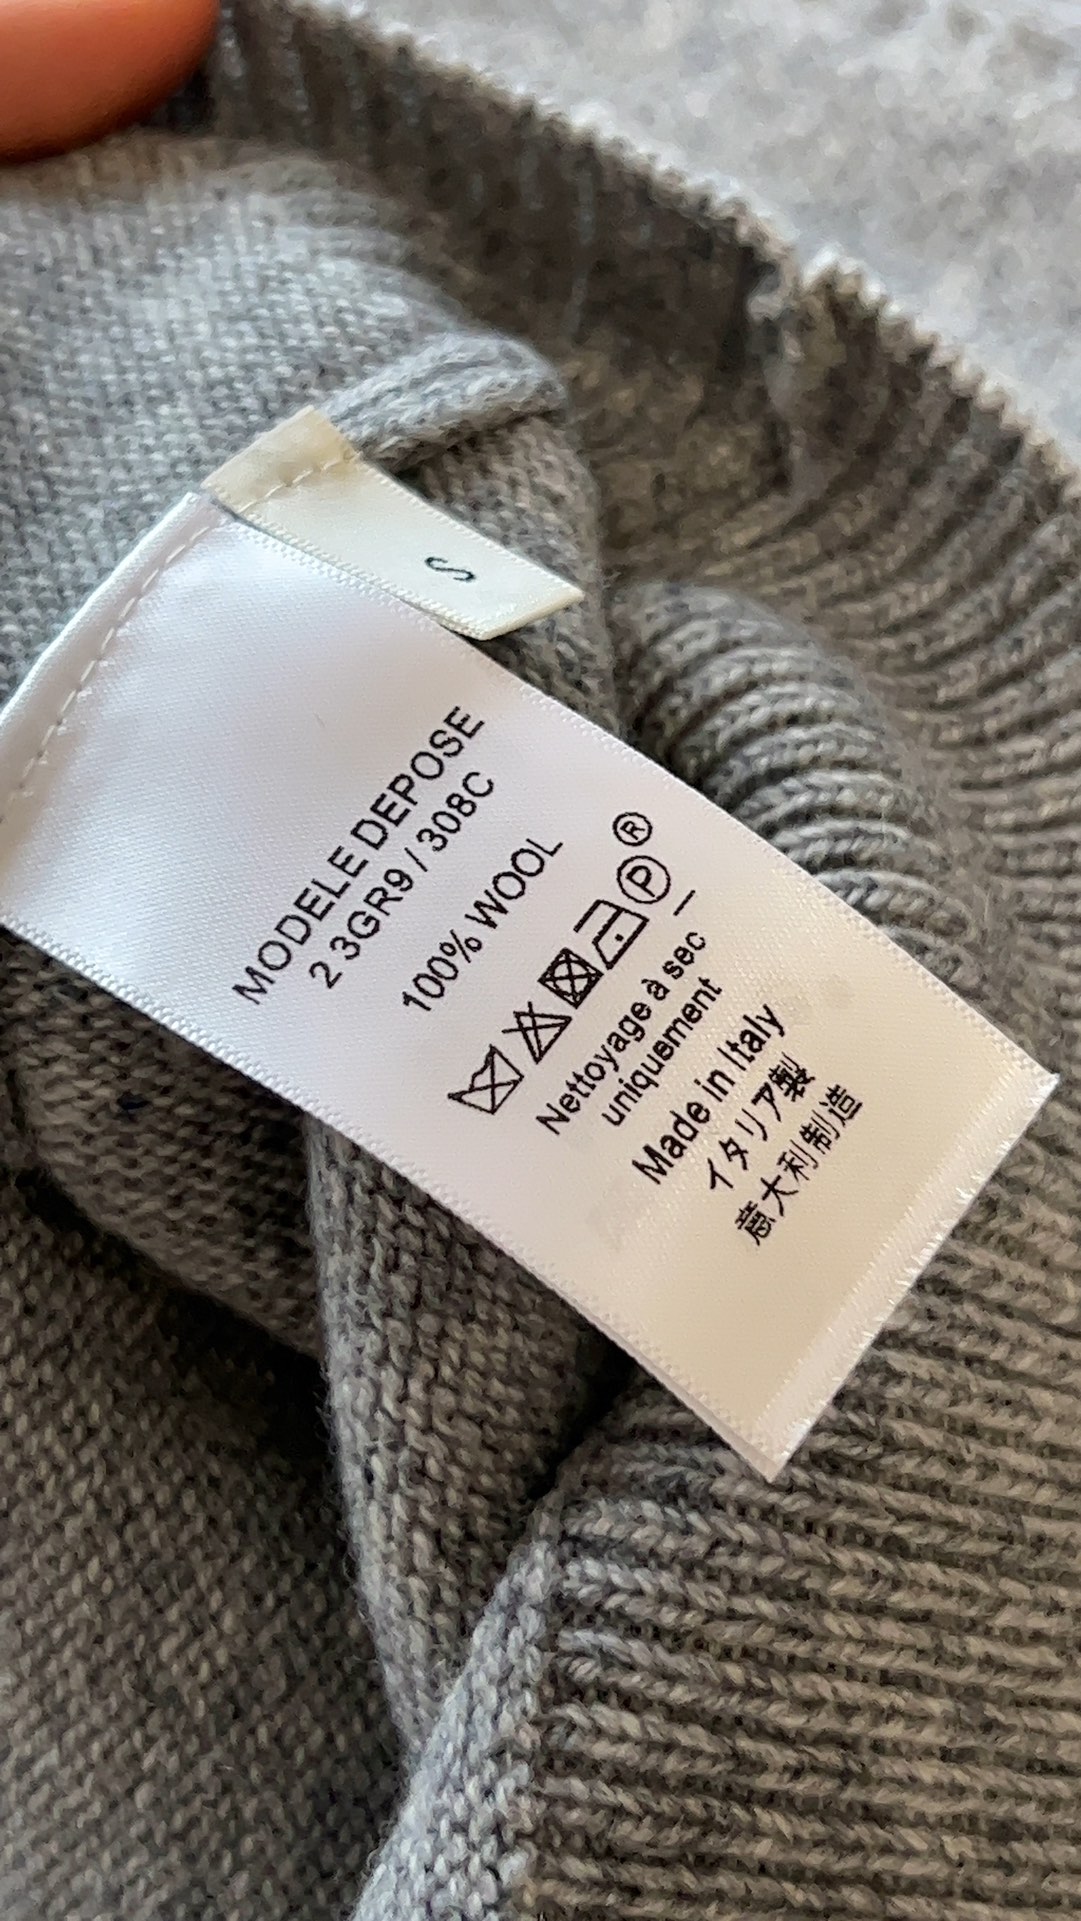 S
MODELE DEPOSE
2 3GR9 / 308C
100% WOOL
P ®
Nettoyage à sec
uniquement
Made in Italy
イタリア製
意大利制造